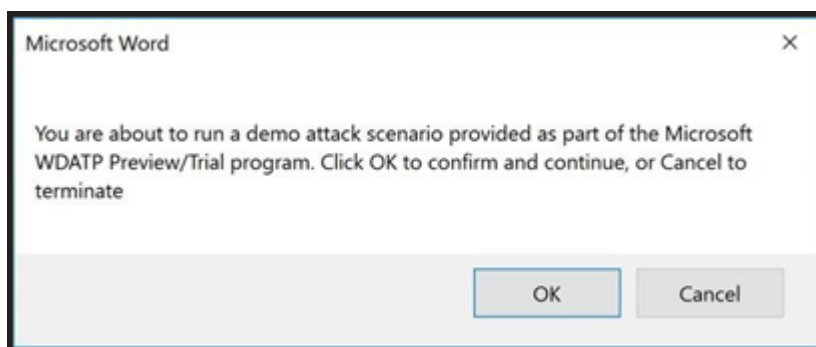 Microsoft Word
You are about to run a demo attack scenario provided as part of the Microsoft
WDATP Preview/Trial program. Click OK to confirm and continue, or Cancel to
terminate
OK Cancel